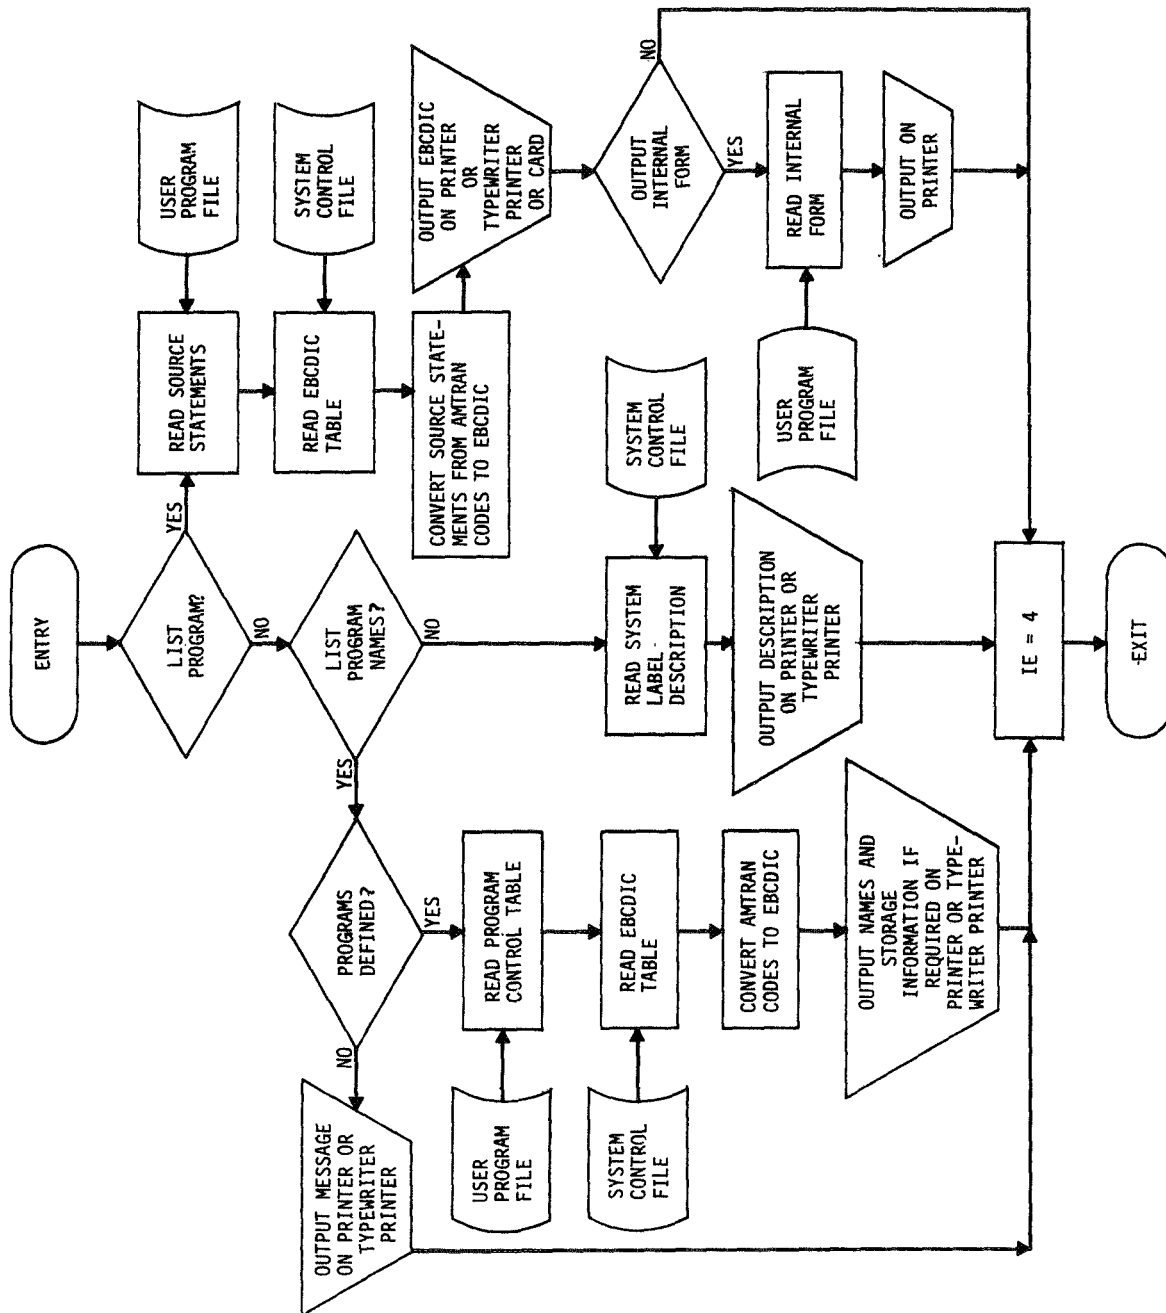 ENTRY
LIST
PROGRAM?
YES
NO
READ SOURCE
STATEMENTS
USER
PROGRAM
FILE
READ EBCDIC
TABLE
SYSTEM
CONTROL
FILE
CONVERT SOURCE STATE-
MENTS FROM AMTRAN
CODES TO EBCDIC
OUTPUT EBCDIC
ON PRINTER
OR
TYPEWRITER
PRINTER
OR CARD
OUTPUT
INTERNAL
FORM
NO
YES
READ INTERNAL
FORM
USER
PROGRAM
FILE
OUTPUT ON
PRINTER
LIST
PROGRAM
NAMES?
NO
YES
READ SYSTEM
LABEL
DESCRIPTION
SYSTEM
CONTROL
FILE
OUTPUT DESCRIPTION
ON PRINTER OR
TYPEWRITER
PRINTER
PROGRAMS
DEFINED?
YES
NO
READ PROGRAM
CONTROL TABLE
USER
PROGRAM
FILE
READ EBCDIC
TABLE
SYSTEM
CONTROL
FILE
CONVERT AMTRAN
CODES TO EBCDIC
OUTPUT NAMES AND
STORAGE
INFORMATION IF
REQUIRED ON
PRINTER OR TYPE-
WRITER PRINTER
OUTPUT MESSAGE
ON PRINTER OR
TYPEWRITER
PRINTER
IE = 4
EXIT